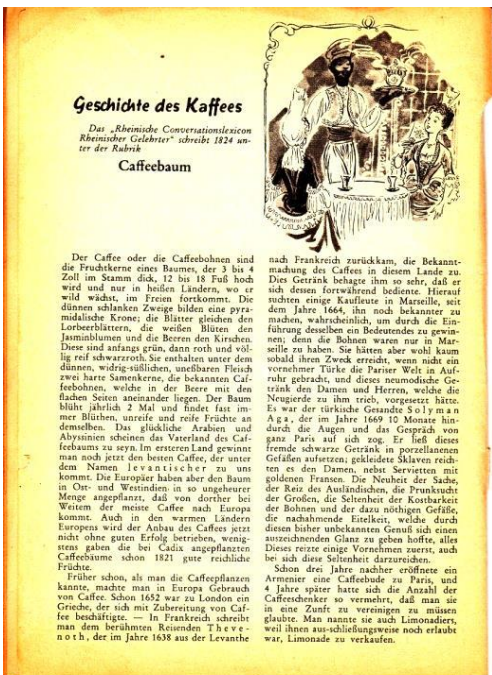 Geschichte des Kaffees
Das „Rheinische Conversationslexicon
Rheinischer Gelehrter" schreibt 1824 un-
ter der Rubrik
Caffeebaum
Der Caffee oder die Caffeebohnen sind
die Fruchtkerne eines Baumes, der 3 bis 4
Zoll im Stamm dick, 12 bis 18 Fuß hoch
wird und nur in heißen Ländern, wo er
wild wächst, im Freien fortkommt. Die
dünnen schlanken Zweige bilden eine pyra-
midalische Krone; die Blätter gleichen den
Lorbeerblättern, die weißen Blüten den
Jasminblumen und die Beeren den Kirschen.
Diese sind anfangs grün, dann roth und völ-
lig reif schwarzroth. Sie enthalten unter dem
dünnen, widrig-süßlichen, uneßbaren Fleisch
zwei harte Samenkerne, die bekannten Caf-
feebohnen, welche in der Beere mit den
flachen Seiten aneinander liegen. Der Baum
blüht jährlich 2 Mal und findet fast im-
mer Blüthen, unreife und reife Früchte an
demselben. Das glückliche Arabien und
Abyssinien scheinen das Vaterland des Caf-
feebaums zu seyn. Im ersteren Land gewinnt
man noch jetzt den besten Caffee, der unter
dem Namen levantischer zu uns
kommt. Die Europäer haben aber den Baum
in Ost- und Westindien in so ungeheurer
Menge angepflanzt, daß von dorther bei
Weitem der meiste Caffee nach Europa
kommt. Auch in den warmen Ländern
Europens wird der Anbau des Caffees jetzt
nicht ohne guten Erfolg betrieben, wenig-
stens gaben die bei Cadix angepflanzten
Caffeebäume schon 1821 gute reichliche
Früchte.
Früher schon, als man die Caffeepflanzen
kannte, machte man in Europa Gebrauch
von Caffee. Schon 1652 war zu London ein
Grieche, der sich mit Zubereitung von Caf-
fee beschäftigte. — In Frankreich schreibt
man dem berühmten Reisenden Theve-
noth, der im Jahre 1638 aus der Levanthe
nach Frankreich zurückkam, die Bekannt-
machung des Caffees in diesem Lande zu.
Dies Getränk behagte ihm so sehr, daß er
sich dessen fortwährend bediente. Hierauf
suchten einige Kaufleute in Marseille, seit
dem Jahre 1664, ihn noch bekannter zu
machen, wahrscheinlich, um durch die Ein-
führung desselben ein Bedeutendes zu gewin-
nen; denn die Bohnen waren nur in Mar-
seille zu haben. Sie hätten aber wohl kaum
sobald ihren Zweck erreicht, wenn nicht ein
vornehmer Türke die Pariser Welt in Auf-
ruhr gebracht, und dieses neumodische Ge-
tränk den Damen und Herren, welche die
Neugierde zu ihm trieb, vorgesetzt hätte.
Es war der türkische Gesandte Solyman
Aga, der im Jahre 1669 10 Monate hin-
durch die Augen und das Gespräch von
ganz Paris auf sich zog. Er ließ dieses
fremde schwarze Getränk in porzellanenen
Gefäßen aufsetzen; gekleidete Sklaven reich-
ten es den Damen, nebst Servietten mit
goldenen Fransen. Die Neuheit der Sache,
der Reiz des Ausländischen, die Prunksucht
der Großen, die Seltenheit der Kostbarkeit
der Bohnen und der dazu nöthigen Gefäße,
die nachahmende Eitelkeit, welche durch
diesen bisher unbekannten Genuß sich einen
auszeichnenden Glanz zu geben hoffte, alles
Dieses reizte einige Vornehmen zuerst, auch
bei sich diese Seltenheit darzureichen.
Schon drei Jahre nachher eröffnete ein
Armenier eine Caffeebude zu Paris, und
4 Jahre später hatte sich die Anzahl der
Caffeeschenker so vermehrt, daß man sie
in eine Zunft zu vereinigen zu müssen
glaubte. Man nannte sie auch Limonadiers,
weil ihnen aus-schließungsweise noch erlaubt
war, Limonade zu verkaufen.